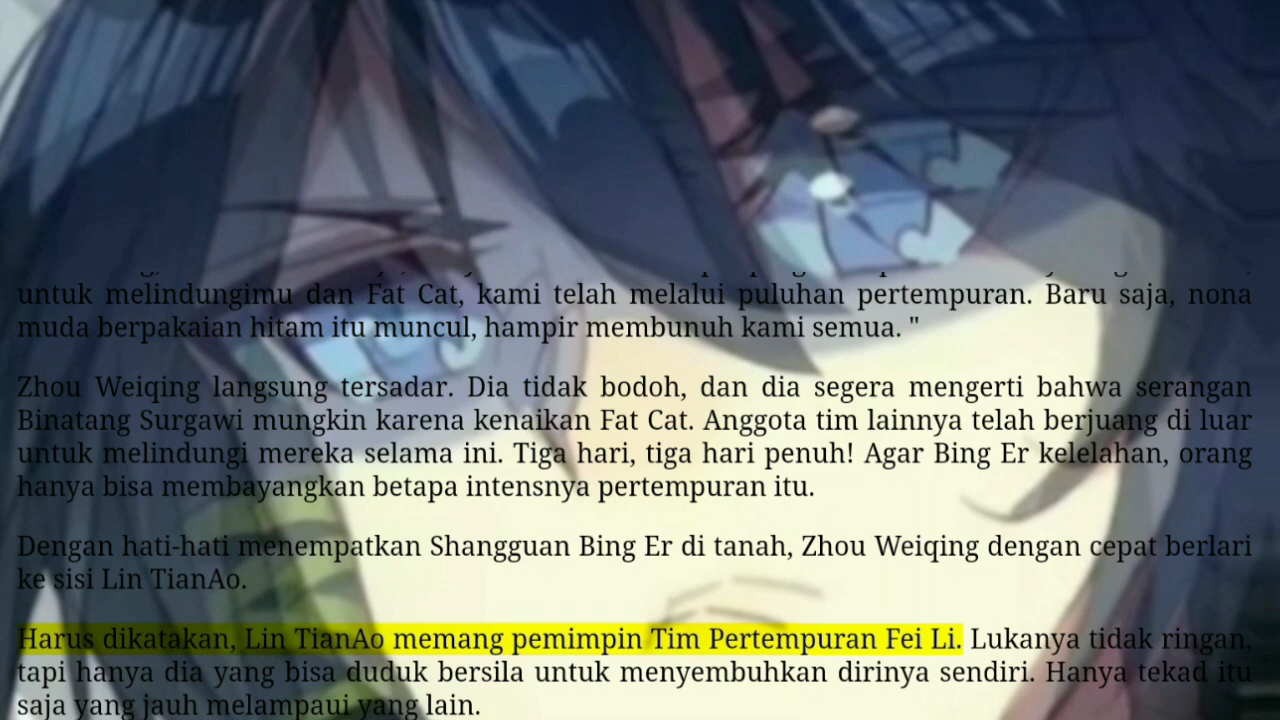 untuk melindungimu dan Fat Cat, kami telah melalui puluhan pertempuran. Baru saja, nona
muda berpakaian hitam itu muncul, hampir membunuh kami semua. "
Zhou Weiqing langsung tersadar. Dia tidak bodoh, dan dia segera mengerti bahwa serangan
Binatang Surgawi mungkin karena kenaikan Fat Cat. Anggota tim lainnya telah berjuang di luar
untuk melindungi mereka selama ini. Tiga hari, tiga hari penuh! Agar Bing Er kelelahan, orang
hanya bisa membayangkan betapa intensnya pertempuran itu.
Dengan hati-hati menempatkan Shangguan Bing Er di tanah, Zhou Weiqing dengan cepat berlari
ke sisi Lin TianAo.
Harus dikatakan, Lin TianAo memang pemimpin Tim Pertempuran Fei Li. Lukanya tidak ringan,
tapi hanya dia yang bisa duduk bersila untuk menyembuhkan dirinya sendiri. Hanya tekad itu
saja yang jauh melampaui yang lain.